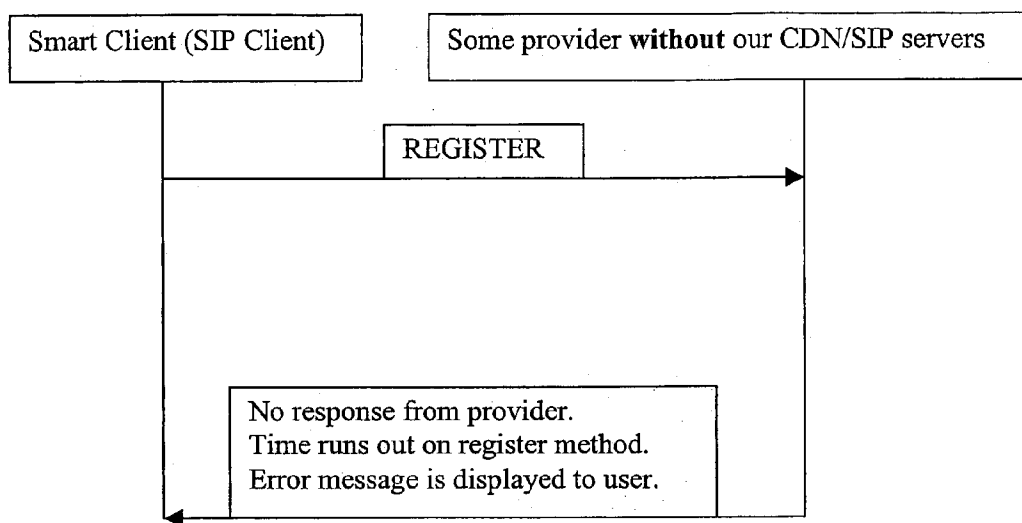 Smart Client (SIP Client)
Some provider without our CDN/SIP servers
REGISTER
No response from provider.
Time runs out on register method.
Error message is displayed to user.